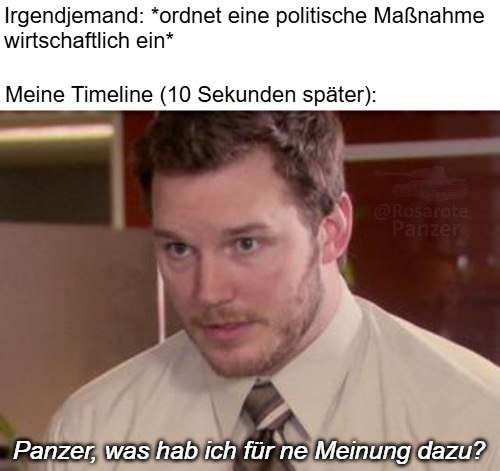 Irgendjemand: *ordnet eine politische Maßnahme
wirtschaftlich ein*
Meine Timeline (10 Sekunden später):
@Rosarote
Panzer
Panzer, was hab ich für ne Meinung dazu?